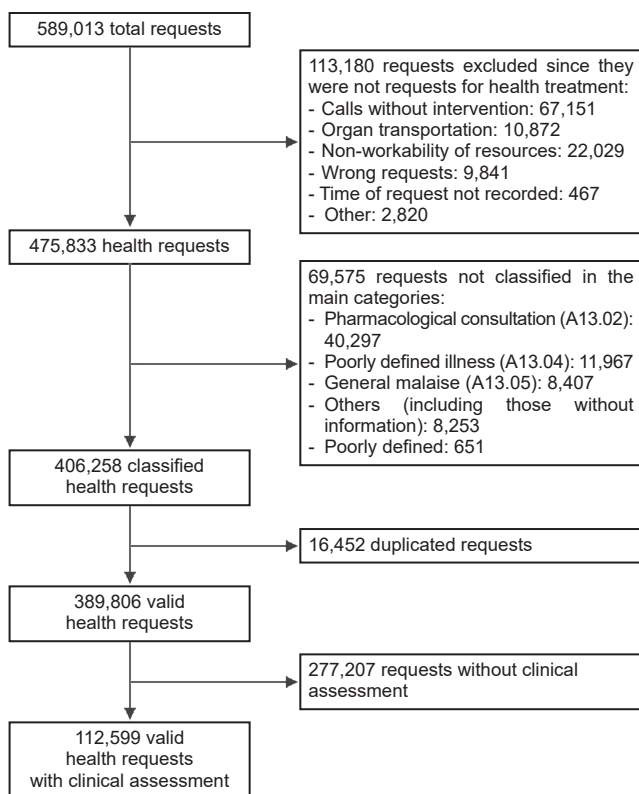 589,013 total requests
113,180 requests excluded since they
were not requests for health treatment:
- Calls without intervention: 67,151
- Organ transportation: 10,872
- Non-workability of resources: 22,029
- Wrong requests: 9,841
- Time of request not recorded: 467
- Other: 2,820
475,833 health requests
69,575 requests not classified in the
main categories:
- Pharmacological consultation (A13.02):
40,297
- Poorly defined illness (A13.04): 11,967
- General malaise (A13.05): 8,407
- Others (including those without
information): 8,253
- Poorly defined: 651
406,258 classified
health requests
16,452 duplicated requests
389,806 valid
health requests
277,207 requests without clinical
assessment
112,599 valid
health requests
with clinical assessment